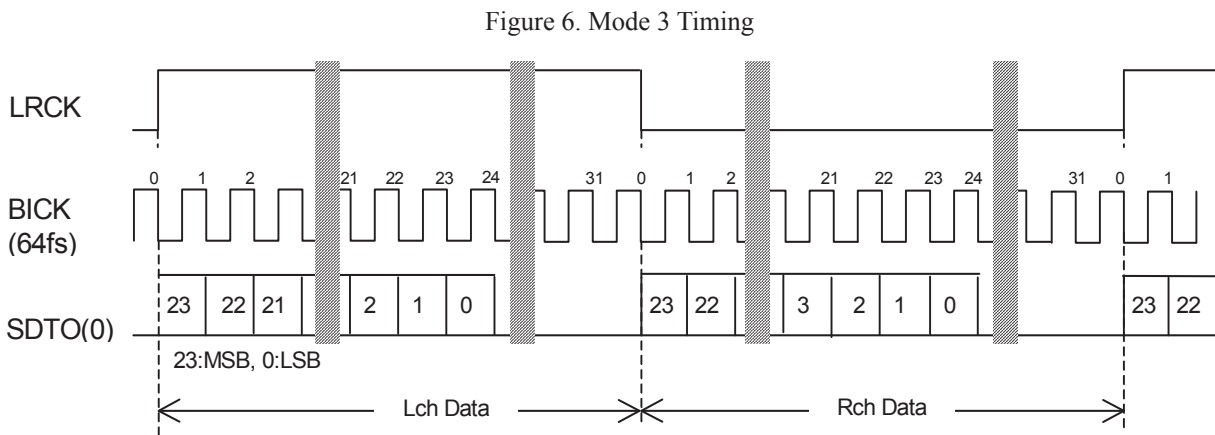 Figure 6. Mode 3 Timing
LRCK
0 1 2 21 22 23 24 31 0 1 2 21 22 23 24 31 0 1
BICK
(64fs)
23 22 21 2 1 0 23 22 3 2 1 0 23 22
SDTO(0)
23:MSB, 0:LSB
Lch Data Rch Data